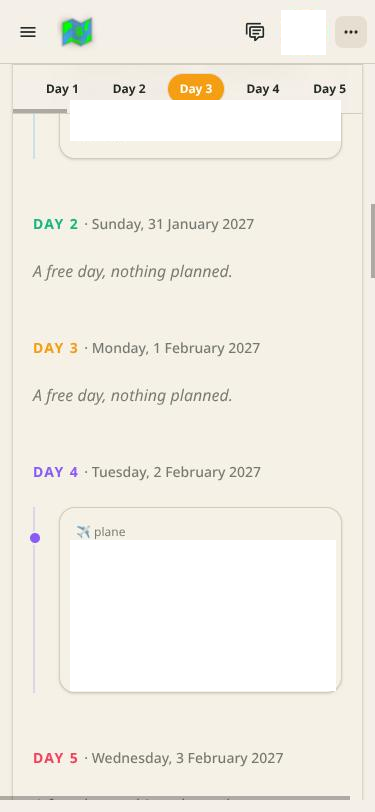 Day 1 Day 2 Day 3 Day 4 Day 5
DAY 2 · Sunday, 31 January 2027
A free day, nothing planned.
DAY 3 · Monday, 1 February 2027
A free day, nothing planned.
DAY 4 · Tuesday, 2 February 2027
✈️ plane
DAY 5 · Wednesday, 3 February 2027